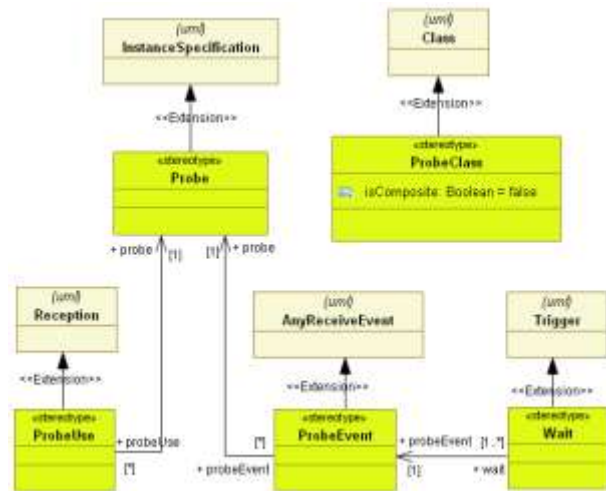 (uml)
InstanceSpecification
(uml)
Class
<<Extension>>
<<Extension>>
«stereotype»
Probe
«stereotype»
ProbeClass
isComposite: Boolean = false
+ probe
[1]
[1]
+ probe
(uml)
Reception
(uml)
AnyReceiveEvent
(uml)
Trigger
<<Extension>>
<<Extension>>
<<Extension>>
«stereotype»
ProbeUse
+ probeUse
[*]
[*]
+ probeEvent
«stereotype»
ProbeEvent
+ probeEvent
[1]
[1..*]
+ wait
«stereotype»
Wait